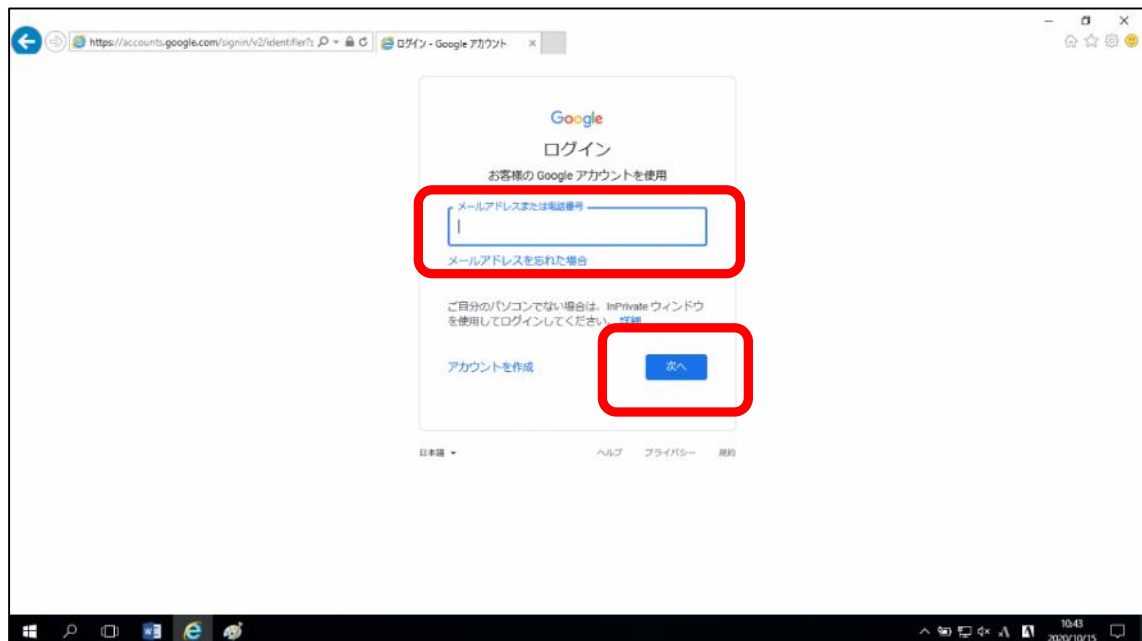 https://accounts.google.com/signin/v2/identifier?s
ログイン - Google アカウント
Google
ログイン
お客様の Google アカウントを使用
メールアドレスまたは電話番号
メールアドレスを忘れた場合
ご自分のパソコンでない場合は、InPrivate ウィンドウ
を使用してログインしてください。 詳細
アカウントを作成
次へ
日本語
ヘルプ プライバシー 規約
A
10:43
2020/10/15